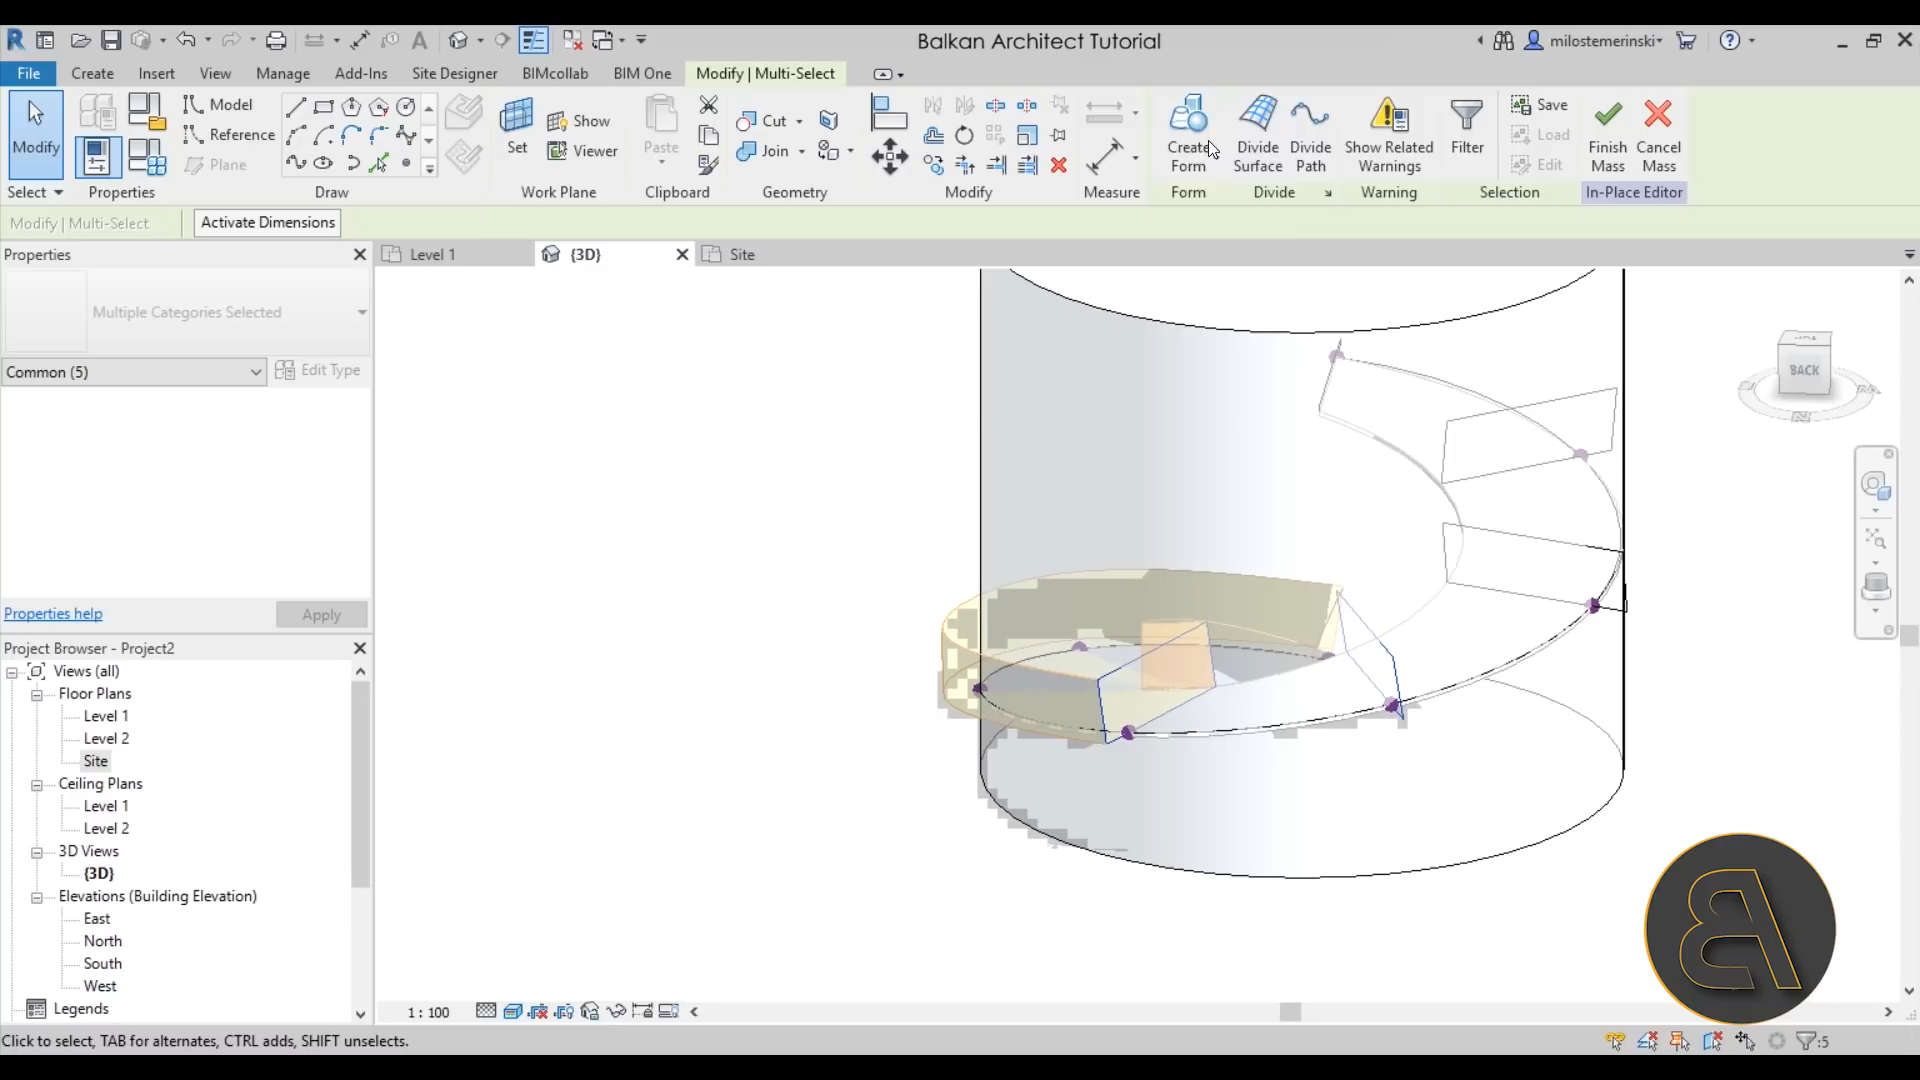 Balkan Architect Tutorial
milostemerinski
File Create Insert View Manage Add-Ins Site Designer BIMcollab BIM One Modify | Multi-Select
Model
Reference
Plane
Modify
Set
Show
Viewer
Paste
Cut
Join
Create Form
Divide Surface
Divide Path
Show Related Warnings
Filter
Save
Load
Edit
Finish Mass
Cancel Mass
Select Properties Draw Work Plane Clipboard Geometry Modify Measure Form Divide Warning Selection In-Place Editor
Modify | Multi-Select Activate Dimensions
Properties
Level 1 {3D} Site
Multiple Categories Selected
Common (5) Edit Type
BACK
Properties help Apply
Project Browser - Project2
Views (all)
Floor Plans
Level 1
Level 2
Site
Ceiling Plans
Level 1
Level 2
3D Views
{3D}
Elevations (Building Elevation)
East
North
South
West
Legends
1 : 100
Click to select, TAB for alternates, CTRL adds, SHIFT unselects.
:5